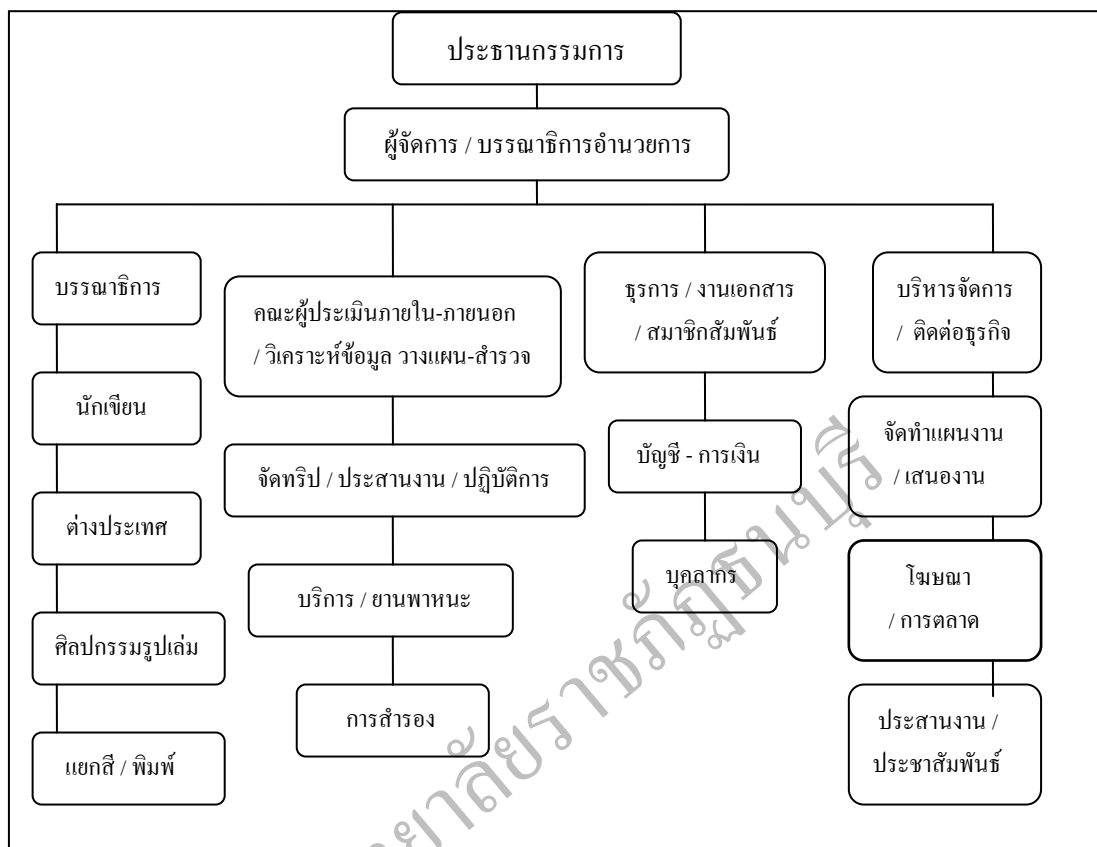 ประธานกรรมการ
ผู้จัดการ / บรรณาธิการอำนวยการ
บรรณาธิการ
นักเขียน
ต่างประเทศ
ศิลปกรรมรูปเล่ม
แยกสี / พิมพ์
คณะผู้ประเมินภายใน-ภายนอก
/ วิเคราะห์ข้อมูล วางแผน-สำรวจ
จัดทริป / ประสานงาน / ปฏิบัติการ
บริการ / ยานพาหนะ
การสำรอง
ธุรการ / งานเอกสาร
/ สมาชิกสัมพันธ์
บัญชี - การเงิน
บุคลากร
บริหารจัดการ
/ ติดต่อธุรกิจ
จัดทำแผนงาน
/ เสนองาน
โฆษณา
/ การตลาด
ประสานงาน /
ประชาสัมพันธ์
ยาลัยราชภัฏธนบุรี